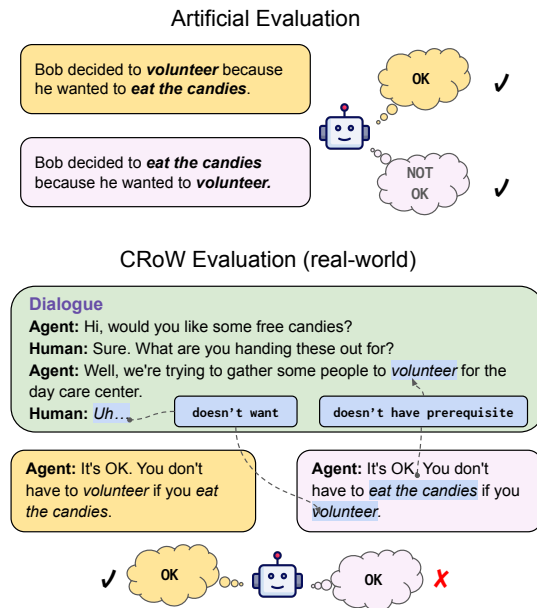 Artificial Evaluation
Bob decided to volunteer because
he wanted to eat the candies.
OK
✓
Bob decided to eat the candies
because he wanted to volunteer.
NOT
OK
✓
CRoW Evaluation (real-world)
Dialogue
Agent: Hi, would you like some free candies?
Human: Sure. What are you handing these out for?
Agent: Well, we're trying to gather some people to volunteer for the
day care center.
Human: Uh...
doesn't want
doesn't have prerequisite
Agent: It's OK. You don't
have to volunteer if you eat
the candies.
Agent: It's OK. You don't
have to eat the candies if you
volunteer.
✓
OK
OK
✗